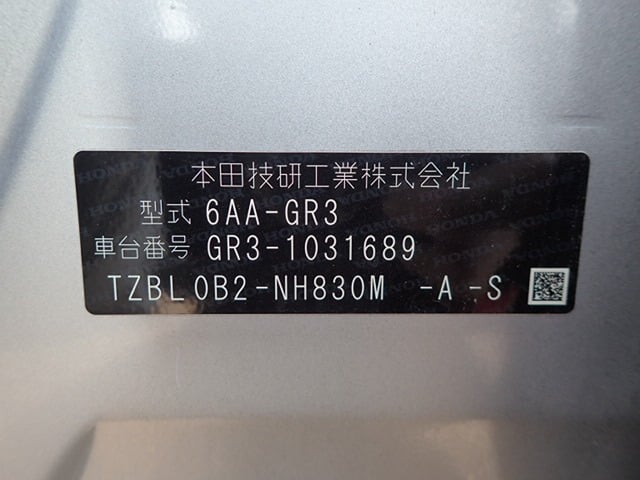 本田技研工業株式会社
型式 6AA-GR3
車台番号 GR3-1031689
TZBL0B2-NH830M -A-S